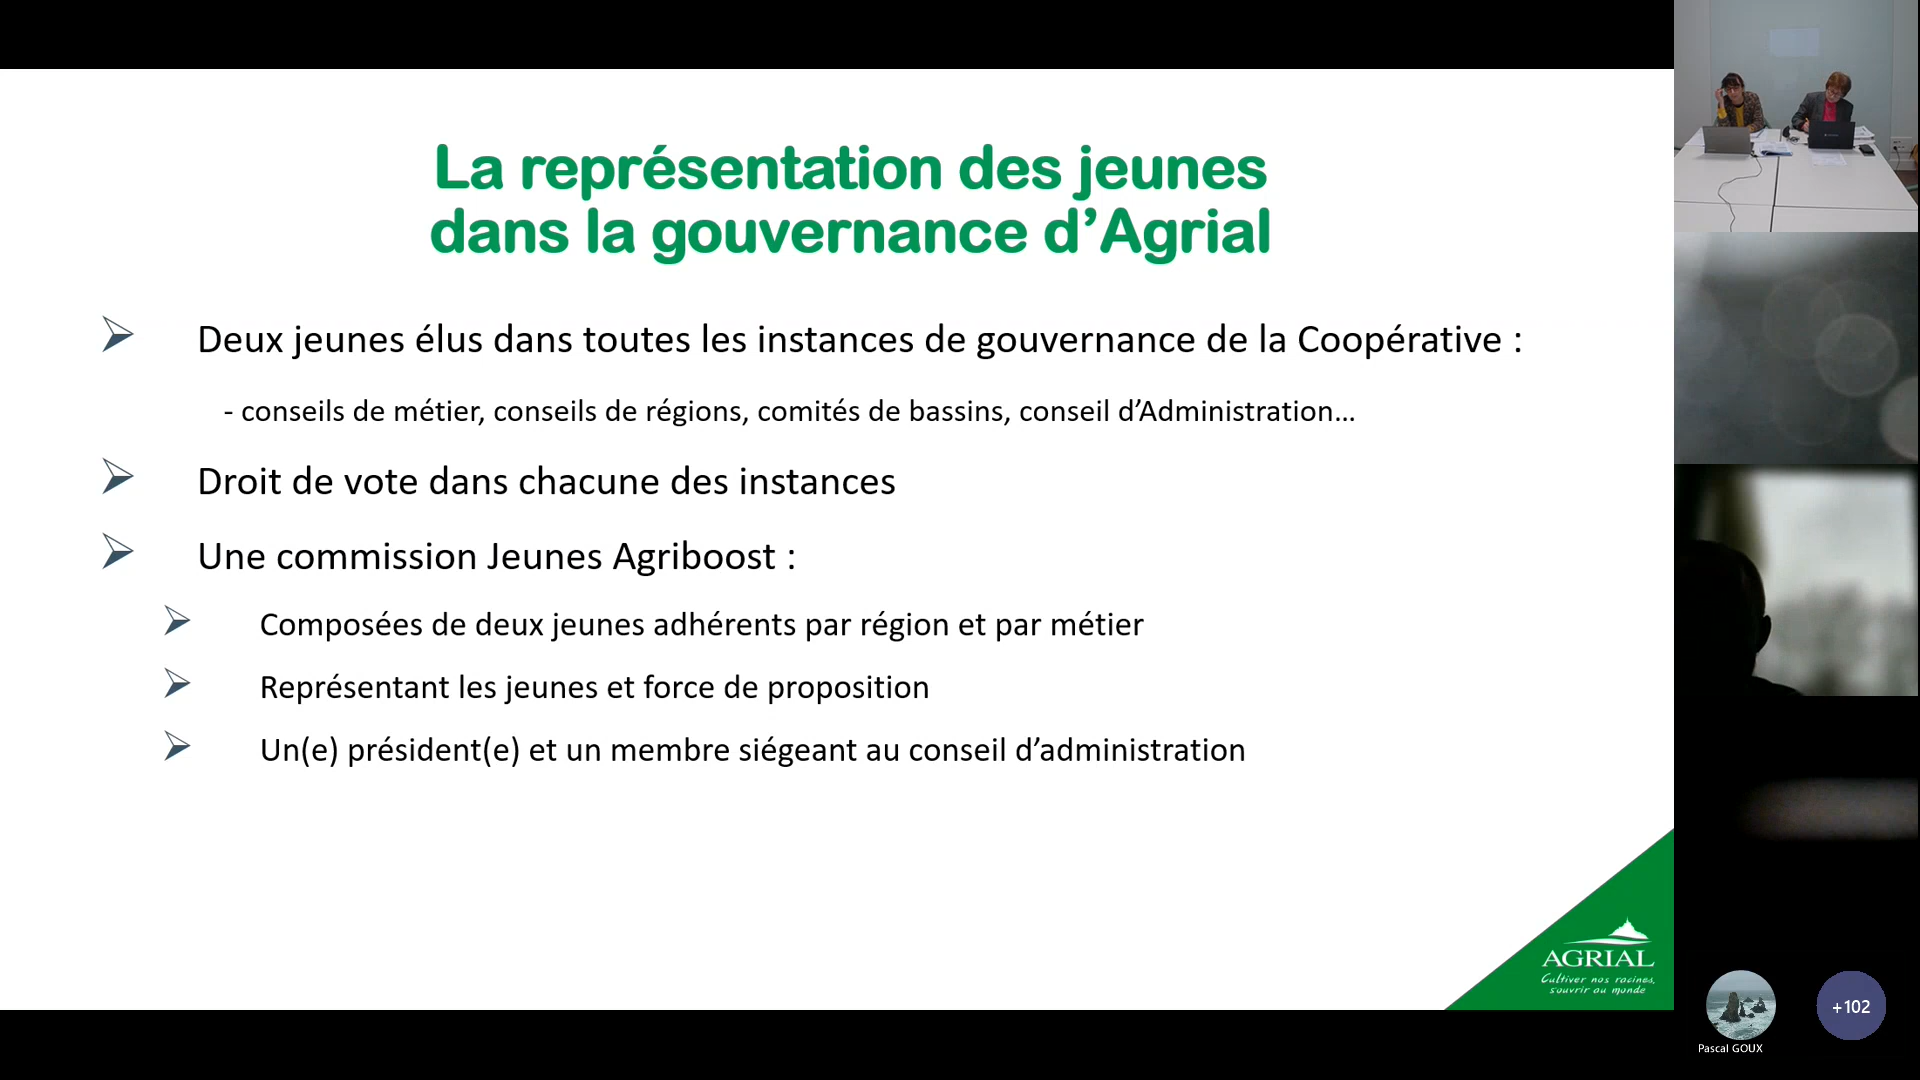 La représentation des jeunes
dans la gouvernance d’Agrial
Deux jeunes élus dans toutes les instances de gouvernance de la Coopérative :
- conseils de métier, conseils de régions, comités de bassins, conseil d’Administration…
Droit de vote dans chacune des instances
Une commission Jeunes Agriboost :
Composées de deux jeunes adhérents par région et par métier
Représentant les jeunes et force de proposition
Un(e) président(e) et un membre siégeant au conseil d’administration
AGRIAL
Cultiver nos racines,
s'ouvrir au monde
+102
Pascal GOUX